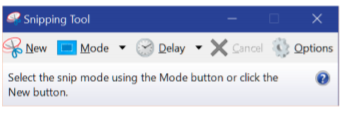 Snipping Tool
New Mode Delay Cancel Options
Select the snip mode using the Mode button or click the
New button.